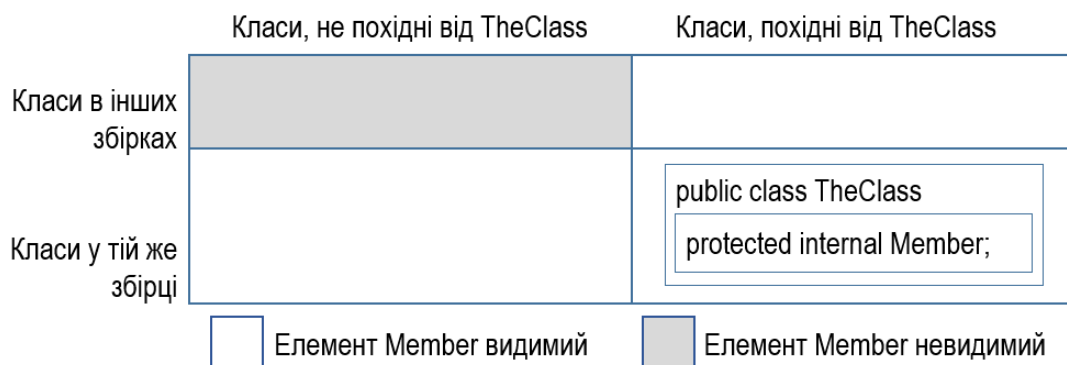 Класи, не похідні від TheClass
Класи, похідні від TheClass
Класи в інших
збірках
public class TheClass
protected internal Member;
Класи у тій же
збірці
Елемент Member видимий
Елемент Member невидимий